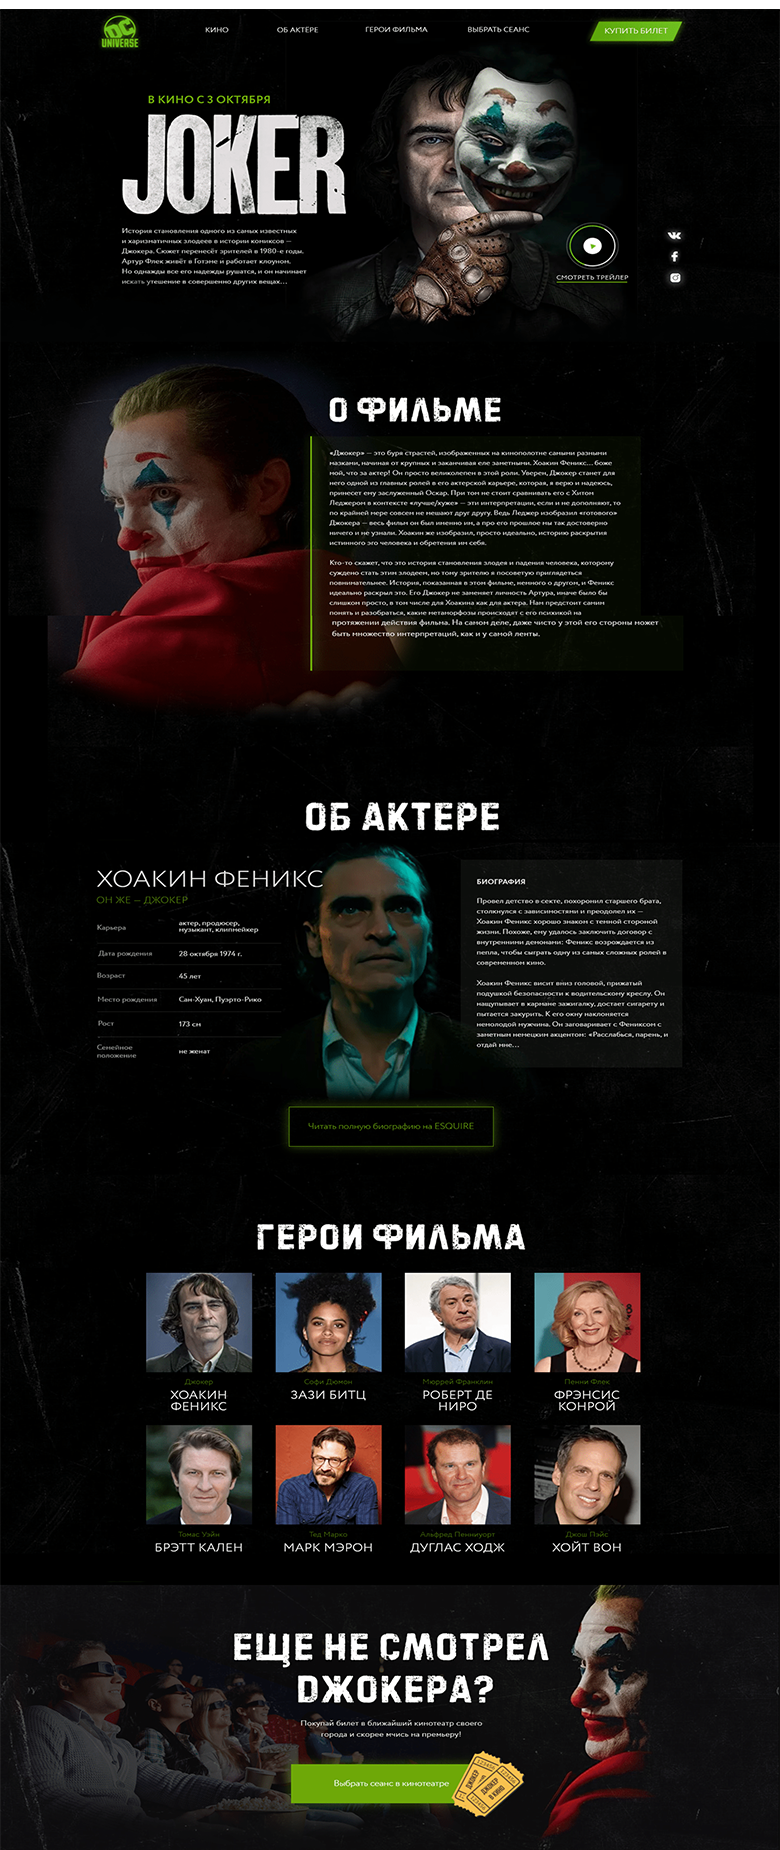 DC
UNIVERSE
КИНО
ОБ АКТЕРЕ
ГЕРОИ ФИЛЬМА
ВЫБРАТЬ СЕАНС
КУПИТЬ БИЛЕТ
В КИНО С 3 ОКТЯБРЯ
JOKER
История становления одного из самых известных
и харизматичных злодеев в истории комиксов —
Джокера. Сюжет перенесёт зрителей в 1980-е годы.
Артур Флек живёт в Готэме и работает клоуном.
Но однажды все его надежды рушатся, и он начинает
искать утешение в совершенно других вещах...
СМОТРЕТЬ ТРЕЙЛЕР
О ФИЛЬМЕ
«Джокер» — это буря страстей, изображенных на кинополотне самыми разными
мазками, начиная от крупных и заканчивая еле заметными. Хоакин Феникс... боже
мой, что за актер! Он просто великолепен в этой роли. Уверен, Джокер станет для
него одной из главных ролей в его актерской карьере, которая, я верю и надеюсь,
принесет ему заслуженный Оскар. При том не стоит сравнивать его с Хитом
Леджером в контексте «лучше/хуже» — эти интерпретации, если и не дополняют, то
по крайней мере совсем не мешают друг другу. Ведь Леджер изобразил «готового»
Джокера — весь фильм он был именно им, а про его прошлое мы так достоверно
ничего и не узнали. Хоакин же изобразил, просто идеально, историю раскрытия
истинного эго человека и обретения им себя.
Кто-то скажет, что это история становления злодея и падения человека, которому
суждено стать этим злодеем, но тому зрителю я посоветую приглядеться
повнимательнее. История, показанная в этом фильме, немного о другом, и Феникс
идеально раскрыл это. Его Джокер не заменяет личность Артура, иначе было бы
слишком просто, в том числе для Хоакина как для актера. Нам предстоит самим
понять и разобраться, какие метаморфозы происходят с его психикой на
протяжении действия фильма. На самом деле, даже чисто у этой его стороны может
быть множество интерпретаций, как и у самой ленты.
ОБ АКТЕРЕ
ХОАКИН ФЕНИКС
ОН ЖЕ — ДЖОКЕР
Карьера
актер, продюсер,
музыкант, клипмейкер
Дата рождения
28 октября 1974 г.
Возраст
45 лет
Место рождения
Сан-Хуан, Пуэрто-Рико
Рост
173 см
Семейное
положение
не женат
БИОГРАФИЯ
Провел детство в секте, похоронил старшего брата,
столкнулся с зависимостями и преодолел их —
Хоакин Феникс хорошо знаком с темной стороной
жизни. Похоже, ему удалось заключить договор с
внутренними демонами: Феникс возрождается из
пепла, чтобы сыграть одну из самых сложных ролей в
современном кино.
Хоакин Феникс висит вниз головой, прижатый
подушкой безопасности к водительскому креслу. Он
нащупывает в кармане зажигалку, достает сигарету и
пытается закурить. К его окну наклоняется
немолодой мужчина. Он заговаривает с Фениксом с
заметным немецким акцентом: «Расслабься, парень, и
отдай мне...
Читать полную биографию на ESQUIRE
ГЕРОИ ФИЛЬМА
Джокер
ХОАКИН
ФЕНИКС
Софи Дюмон
ЗАЗИ БИТЦ
Мюррей Франклин
РОБЕРТ ДЕ
НИРО
Пенни Флек
ФРЭНСИС
КОНРОЙ
Томас Уэйн
БРЭТТ КАЛЕН
Тед Марко
МАРК МЭРОН
Альфред Пенниуорт
ДУГЛАС ХОДЖ
Джош Пэйс
ХОЙТ ВОН
ЕЩЕ НЕ СМОТРЕЛ
ДЖОКЕРА?
Покупай билет в ближайший кинотеатр своего
города и скорее мчись на премьеру!
Выбрать сеанс в кинотеатре
ДЖОКЕР
ДЖОКЕР
В КИНО